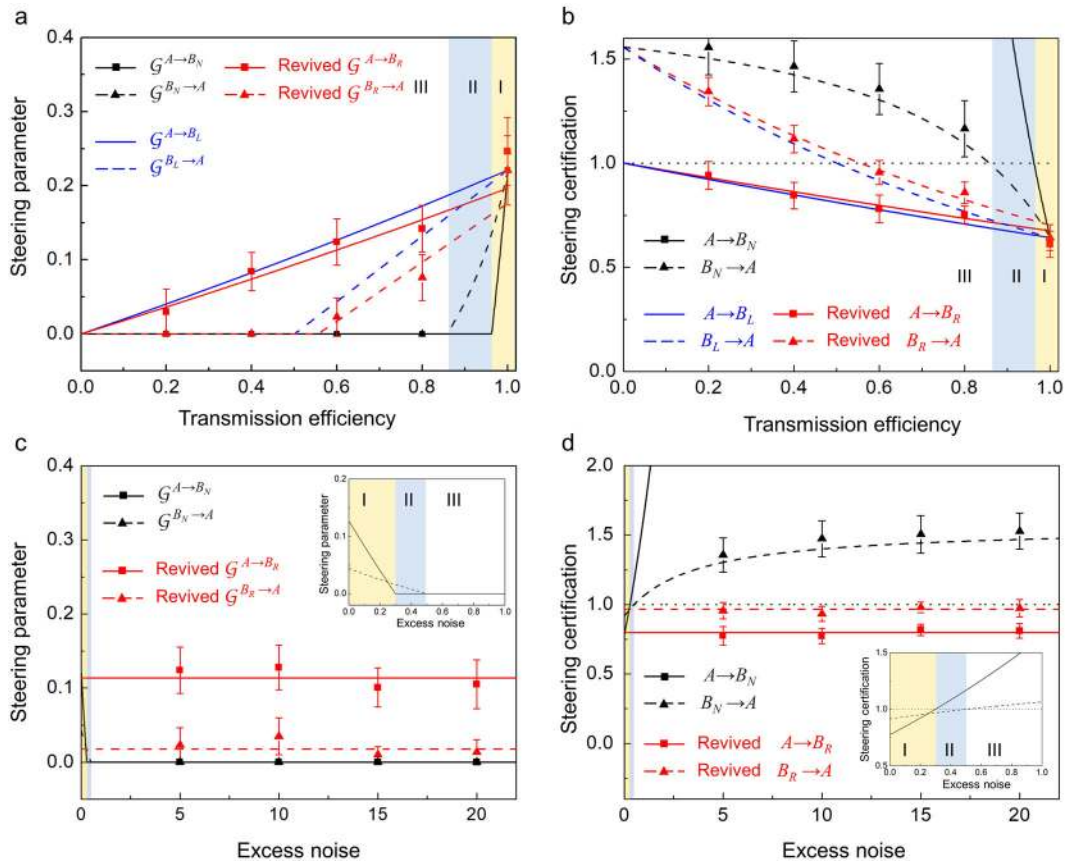 a
0.4
0.3
0.2
0.1
0.0
Steering parameter
𝒢^{A→B_N}
𝒢^{B_N→A}
Revived 𝒢^{A→B_R}
Revived 𝒢^{B_R→A}
𝒢^{A→B_L}
𝒢^{B_L→A}
III II I
0.0 0.2 0.4 0.6 0.8 1.0
Transmission efficiency
b
1.5
1.0
0.5
0.0
Steering certification
A→B_N
B_N→A
A→B_L
B_L→A
Revived A→B_R
Revived B_R→A
III II I
0.0 0.2 0.4 0.6 0.8 1.0
Transmission efficiency
c
0.4
0.3
0.2
0.1
0.0
Steering parameter
𝒢^{A→B_N}
𝒢^{B_N→A}
Revived 𝒢^{A→B_R}
Revived 𝒢^{B_R→A}
0.2
0.1
0.0
Steering parameter
I II III
0.0 0.2 0.4 0.6 0.8 1.0
Excess noise
0 5 10 15 20
Excess noise
d
2.0
1.5
1.0
0.5
0.0
Steering certification
A→B_N
B_N→A
Revived A→B_R
Revived B_R→A
1.5
1.0
0.5
Steering certification
I II III
0.0 0.2 0.4 0.6 0.8 1.0
Excess noise
0 5 10 15 20
Excess noise